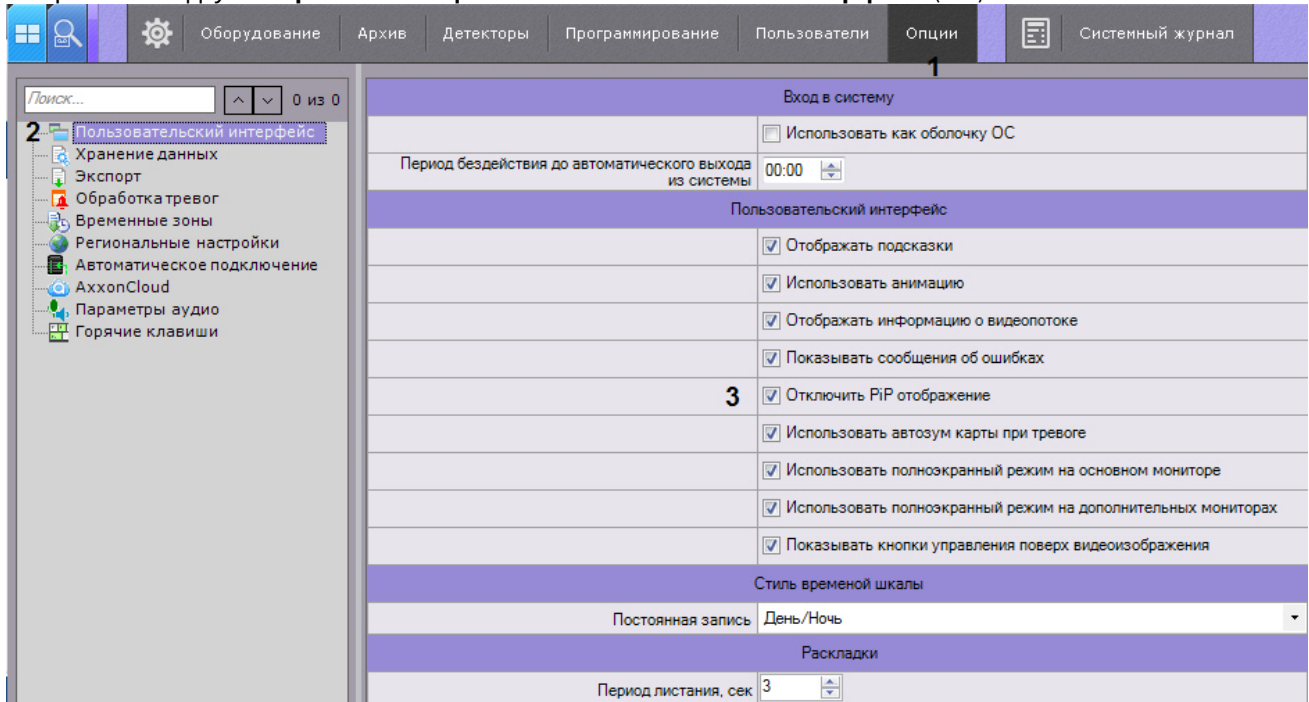 Оборудование Архив Детекторы Программирование Пользователи Опции Системный журнал
1
Поиск... 0 из 0
2 Пользовательский интерфейс
Хранение данных
Экспорт
Обработка тревог
Временные зоны
Региональные настройки
Автоматическое подключение
AxxonCloud
Параметры аудио
Горячие клавиши
Вход в систему
Использовать как оболочку ОС
Период бездействия до автоматического выхода
из системы 00:00
Пользовательский интерфейс
Отображать подсказки
Использовать анимацию
Отображать информацию о видеопотоке
Показывать сообщения об ошибках
3 Отключить PiP отображение
Использовать автозум карты при тревоге
Использовать полноэкранный режим на основном мониторе
Использовать полноэкранный режим на дополнительных мониторах
Показывать кнопки управления поверх видеоизображения
Стиль временой шкалы
Постоянная запись День/Ночь
Раскладки
Период листания, сек 3